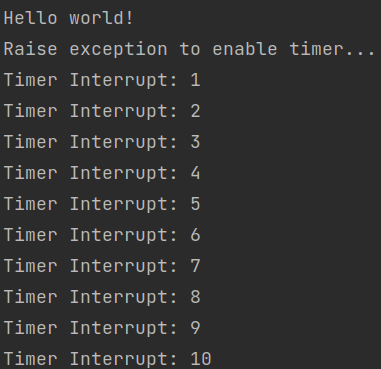 Hello world!
Raise exception to enable timer...
Timer Interrupt: 1
Timer Interrupt: 2
Timer Interrupt: 3
Timer Interrupt: 4
Timer Interrupt: 5
Timer Interrupt: 6
Timer Interrupt: 7
Timer Interrupt: 8
Timer Interrupt: 9
Timer Interrupt: 10